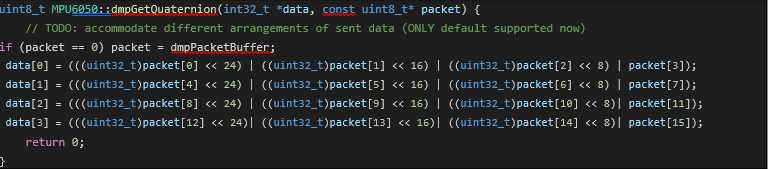 uint8_t MPU6050::dmpGetQuaternion(int32_t *data, const uint8_t* packet) {
// TODO: accommodate different arrangements of sent data (ONLY default supported now)
if (packet == 0) packet = dmpPacketBuffer;
data[0] = (((uint32_t)packet[0] << 24) | ((uint32_t)packet[1] << 16) | ((uint32_t)packet[2] << 8) | packet[3]);
data[1] = (((uint32_t)packet[4] << 24) | ((uint32_t)packet[5] << 16) | ((uint32_t)packet[6] << 8) | packet[7]);
data[2] = (((uint32_t)packet[8] << 24) | ((uint32_t)packet[9] << 16) | ((uint32_t)packet[10] << 8)| packet[11]);
data[3] = (((uint32_t)packet[12] << 24)| ((uint32_t)packet[13] << 16)| ((uint32_t)packet[14] << 8)| packet[15]);
return 0;
}